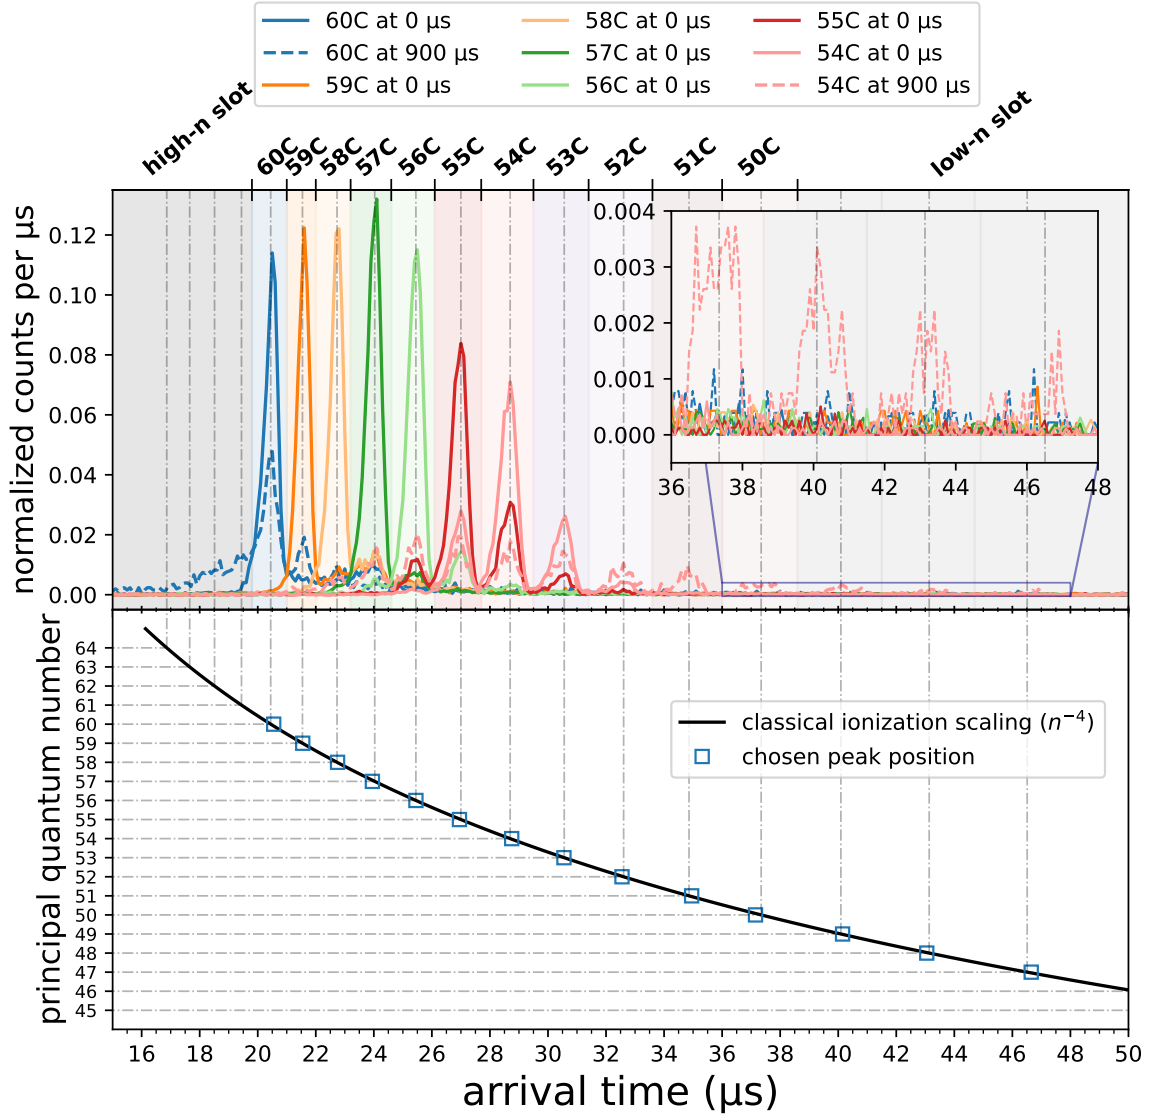 60C at 0 μs 58C at 0 μs 55C at 0 μs
60C at 900 μs 57C at 0 μs 54C at 0 μs
59C at 0 μs 56C at 0 μs 54C at 900 μs
high-n slot 60C 59C 58C 57C 56C 55C 54C 53C 52C 51C 50C low-n slot
normalized counts per μs
0.12
0.10
0.08
0.06
0.04
0.02
0.00
0.004
0.003
0.002
0.001
0.000
36 38 40 42 44 46 48
principal quantum number
64
63
62
61
60
59
58
57
56
55
54
53
52
51
50
49
48
47
46
45
classical ionization scaling (n⁻⁴)
chosen peak position
16 18 20 22 24 26 28 30 32 34 36 38 40 42 44 46 48 50
arrival time (μs)